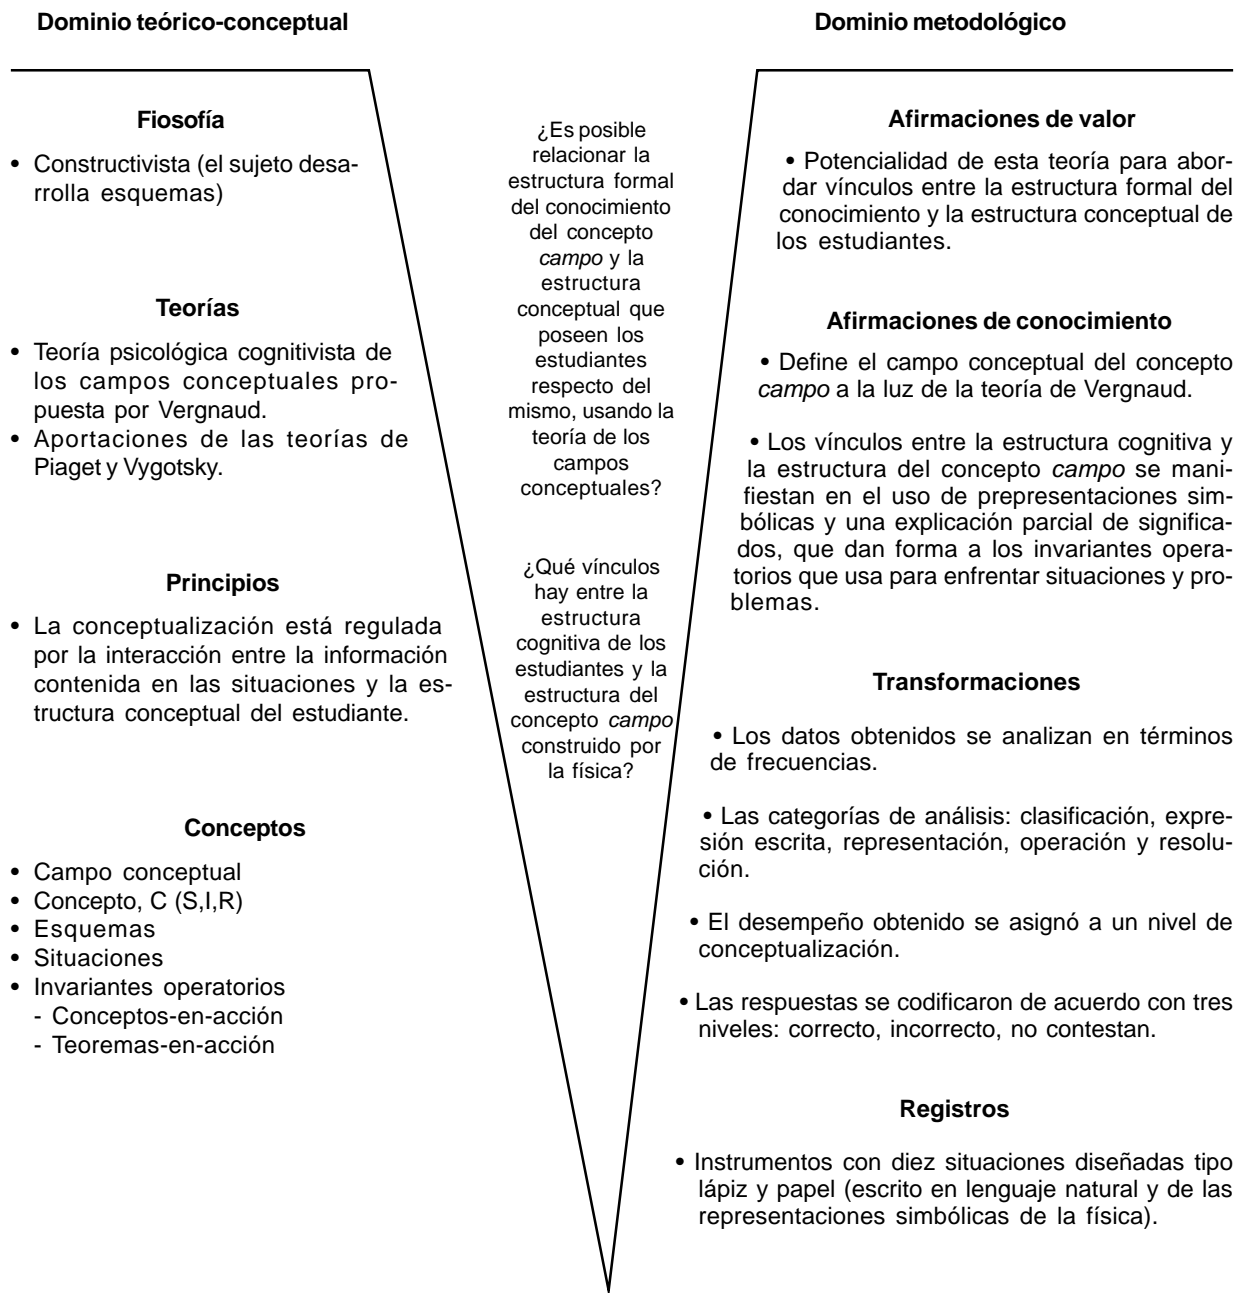 Dominio teórico-conceptual
Dominio metodológico
Fiosofía
• Constructivista (el sujeto desa-
rrolla esquemas)
Teorías
• Teoría psicológica cognitivista de
los campos conceptuales pro-
puesta por Vergnaud.
• Aportaciones de las teorías de
Piaget y Vygotsky.
Principios
• La conceptualización está regulada
por la interacción entre la información
contenida en las situaciones y la es-
tructura conceptual del estudiante.
Conceptos
• Campo conceptual
• Concepto, C (S,I,R)
• Esquemas
• Situaciones
• Invariantes operatorios
- Conceptos-en-acción
- Teoremas-en-acción
¿Es posible
relacionar la
estructura formal
del conocimiento
del concepto
campo y la
estructura
conceptual que
poseen los
estudiantes
respecto del
mismo, usando la
teoría de los
campos
conceptuales?
¿Qué vínculos
hay entre la
estructura
cognitiva de los
estudiantes y la
estructura del
concepto campo
construido por
la física?
Afirmaciones de valor
• Potencialidad de esta teoría para abor-
dar vínculos entre la estructura formal del
conocimiento y la estructura conceptual de
los estudiantes.
Afirmaciones de conocimiento
• Define el campo conceptual del concepto
campo a la luz de la teoría de Vergnaud.
• Los vínculos entre la estructura cognitiva y
la estructura del concepto campo se mani-
fiestan en el uso de prepresentaciones sim-
bólicas y una explicación parcial de significa-
dos, que dan forma a los invariantes opera-
torios que usa para enfrentar situaciones y pro-
blemas.
Transformaciones
• Los datos obtenidos se analizan en términos
de frecuencias.
• Las categorías de análisis: clasificación, expre-
sión escrita, representación, operación y resolu-
ción.
• El desempeño obtenido se asignó a un nivel de
conceptualización.
• Las respuestas se codificaron de acuerdo con tres
niveles: correcto, incorrecto, no contestan.
Registros
• Instrumentos con diez situaciones diseñadas tipo
lápiz y papel (escrito en lenguaje natural y de las
representaciones simbólicas de la física).